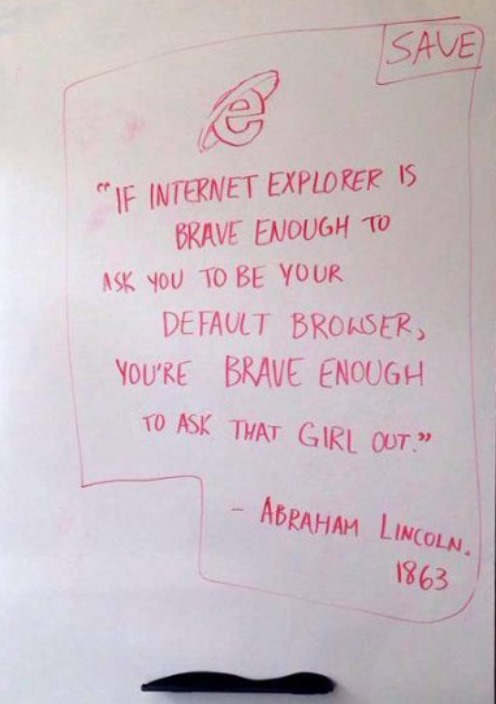 SAVE
e
"IF INTERNET EXPLORER IS
BRAVE ENOUGH TO
ASK YOU TO BE YOUR
DEFAULT BROWSER,
YOU'RE BRAVE ENOUGH
TO ASK THAT GIRL OUT."
- ABRAHAM LINCOLN.
1863